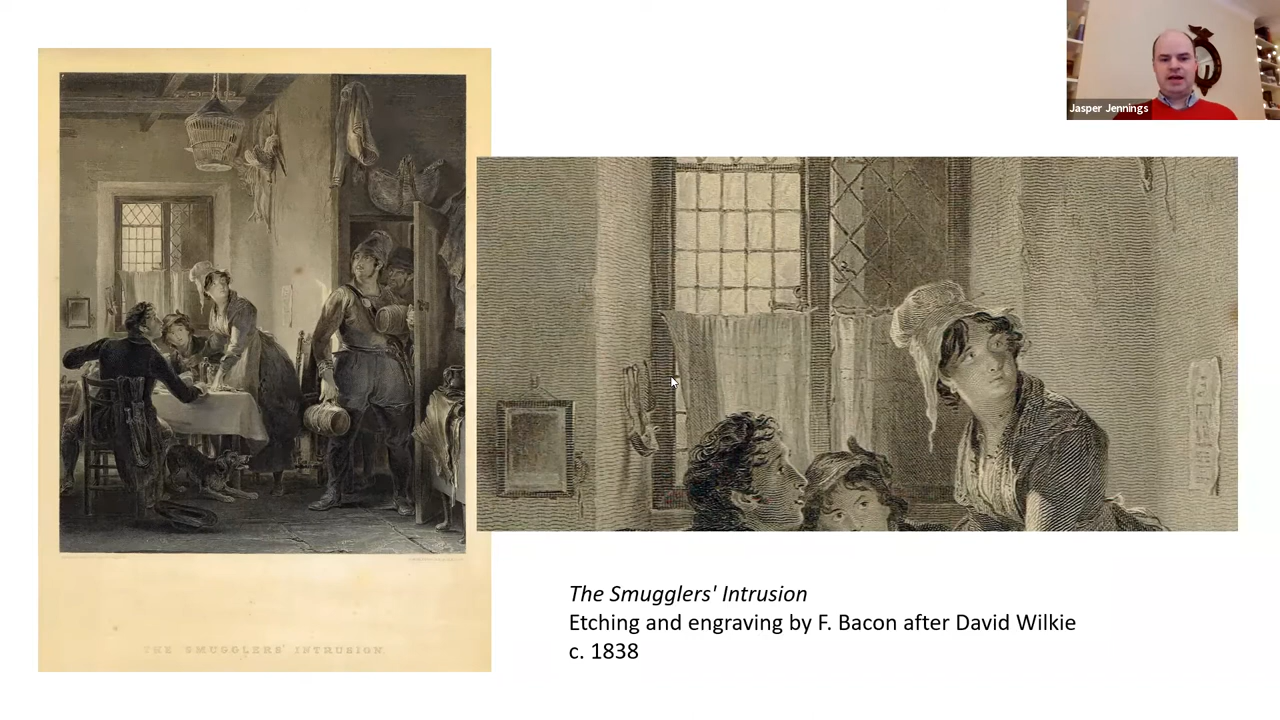 Jasper Jennings
THE SMUGGLERS' INTRUSION
The Smugglers' Intrusion
Etching and engraving by F. Bacon after David Wilkie
c. 1838